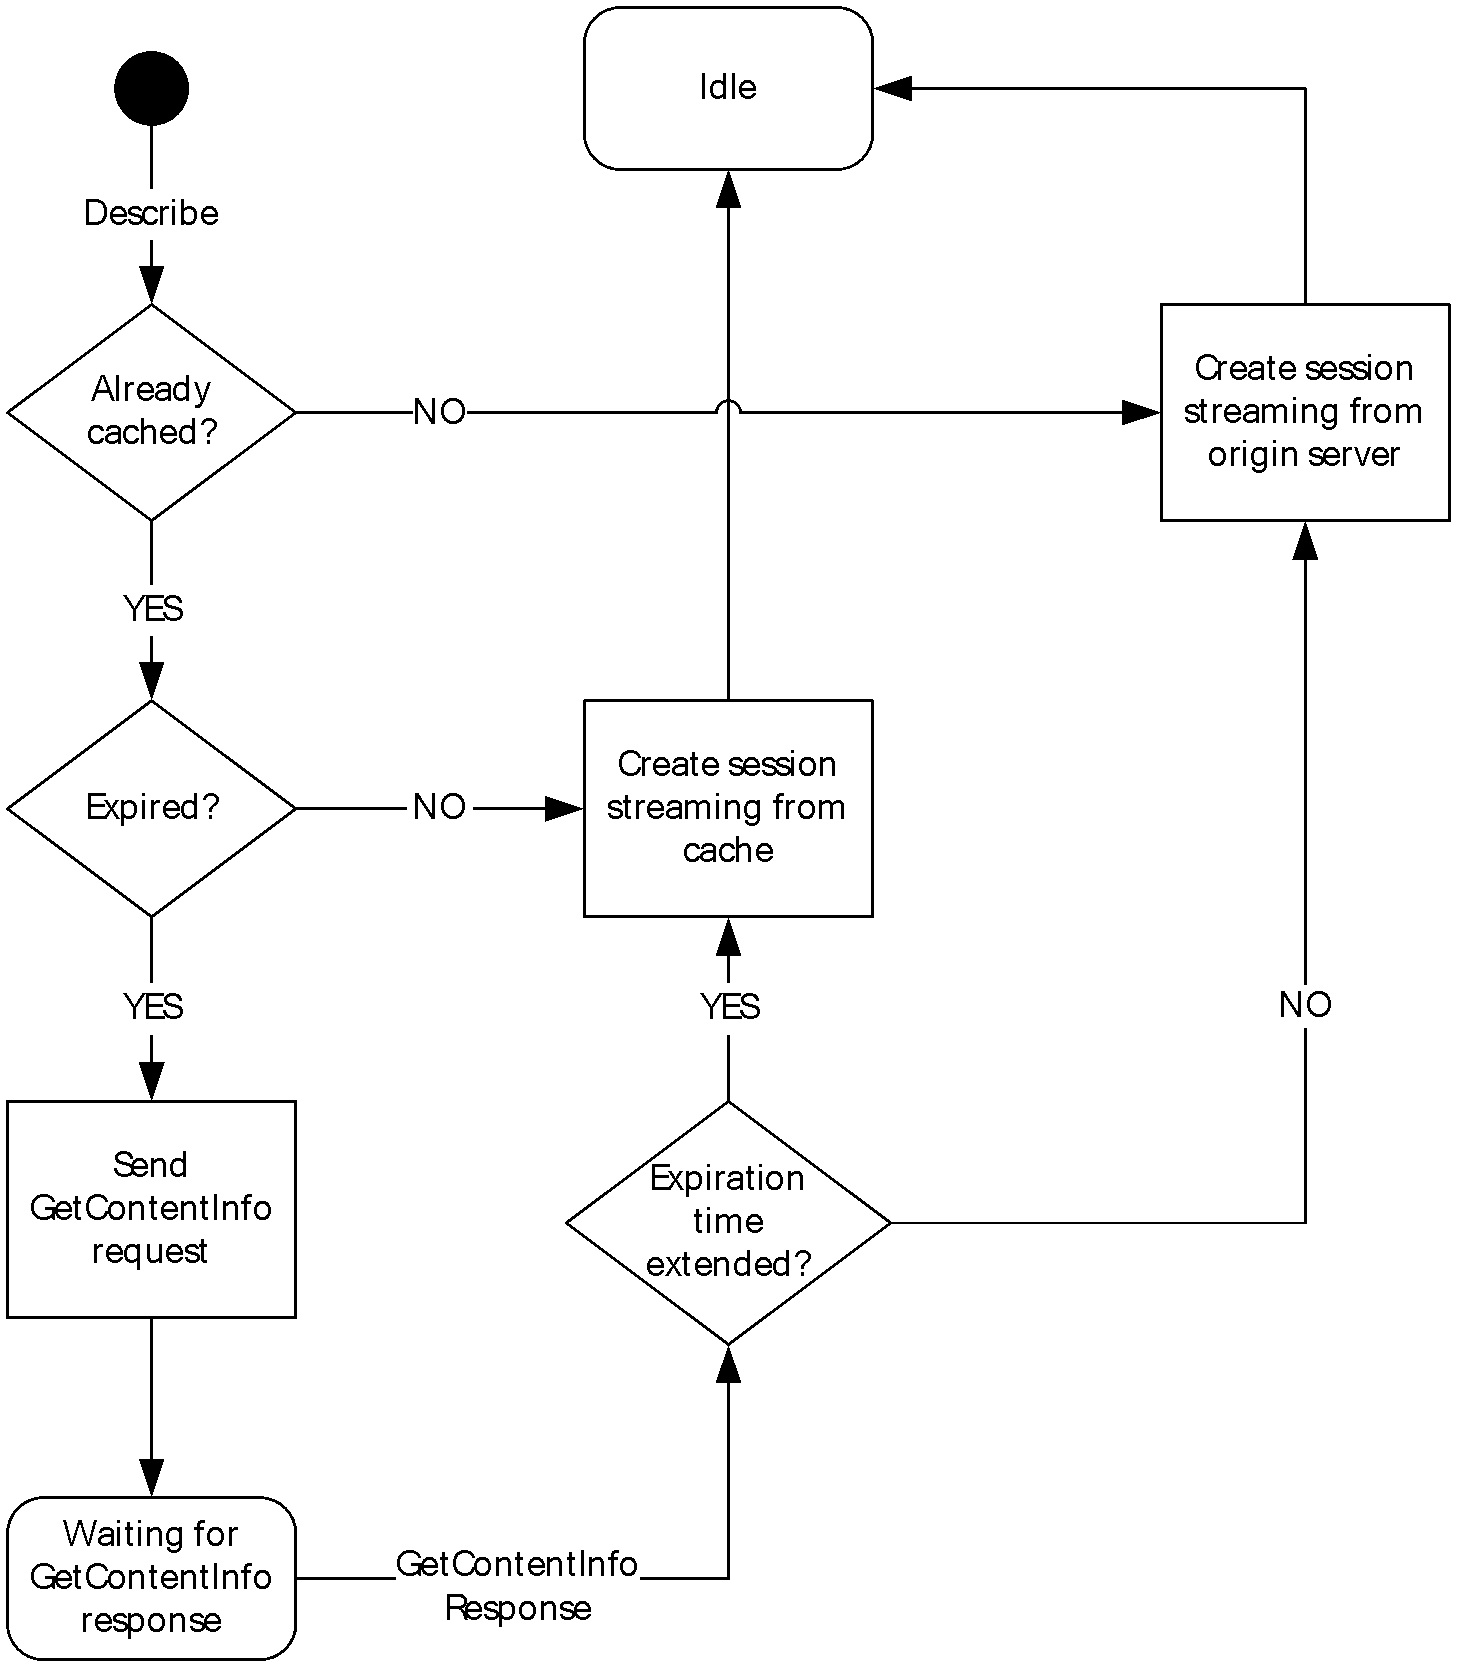 Idle
Describe
Already
cached?
NO
Create session
streaming from
origin server
YES
Expired?
NO
Create session
streaming from
cache
YES
YES
NO
Send
GetContentInfo
request
Expiration
time
extended?
Waiting for
GetContentInfo
response
GetContentInfo
Response